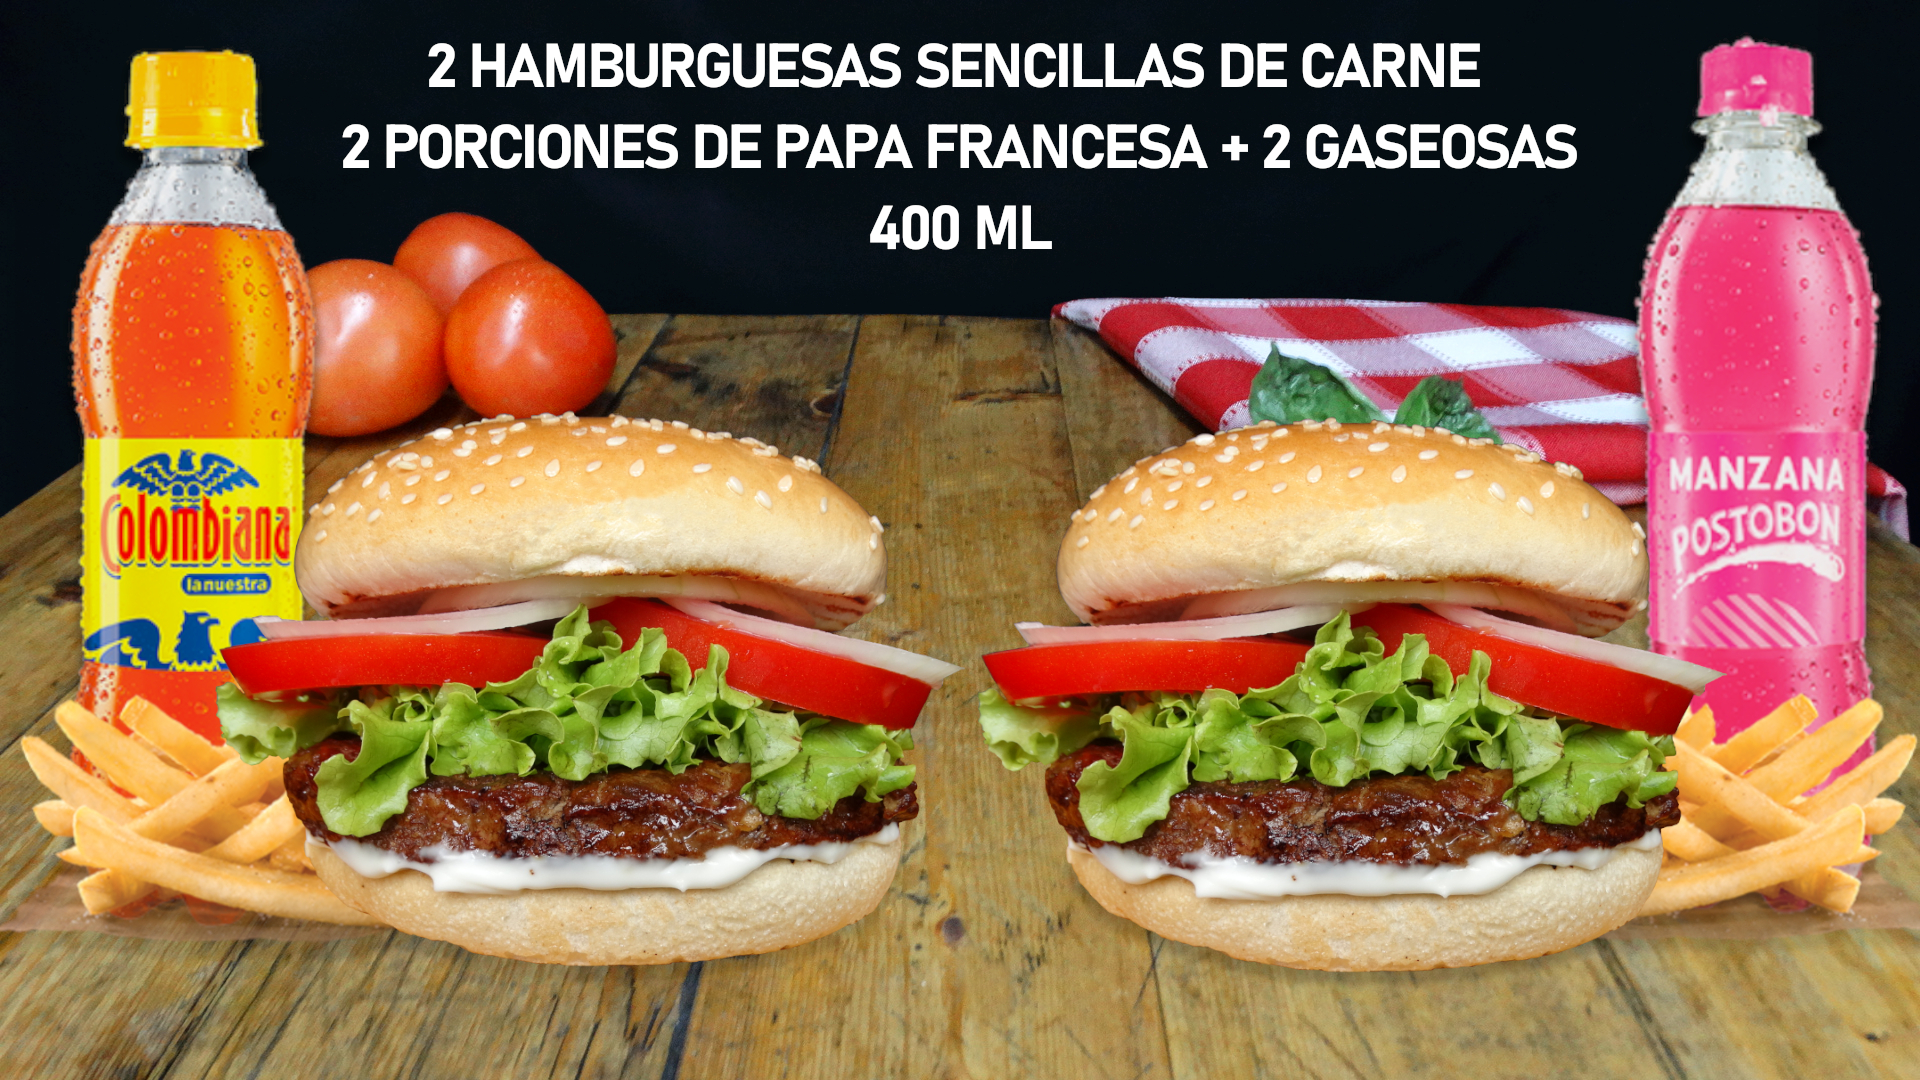 2 HAMBURGUESAS SENCILLAS DE CARNE
2 PORCIONES DE PAPA FRANCESA + 2 GASEOSAS
400 ML
Colombiana
la nuestra
MANZANA
POSTOBON